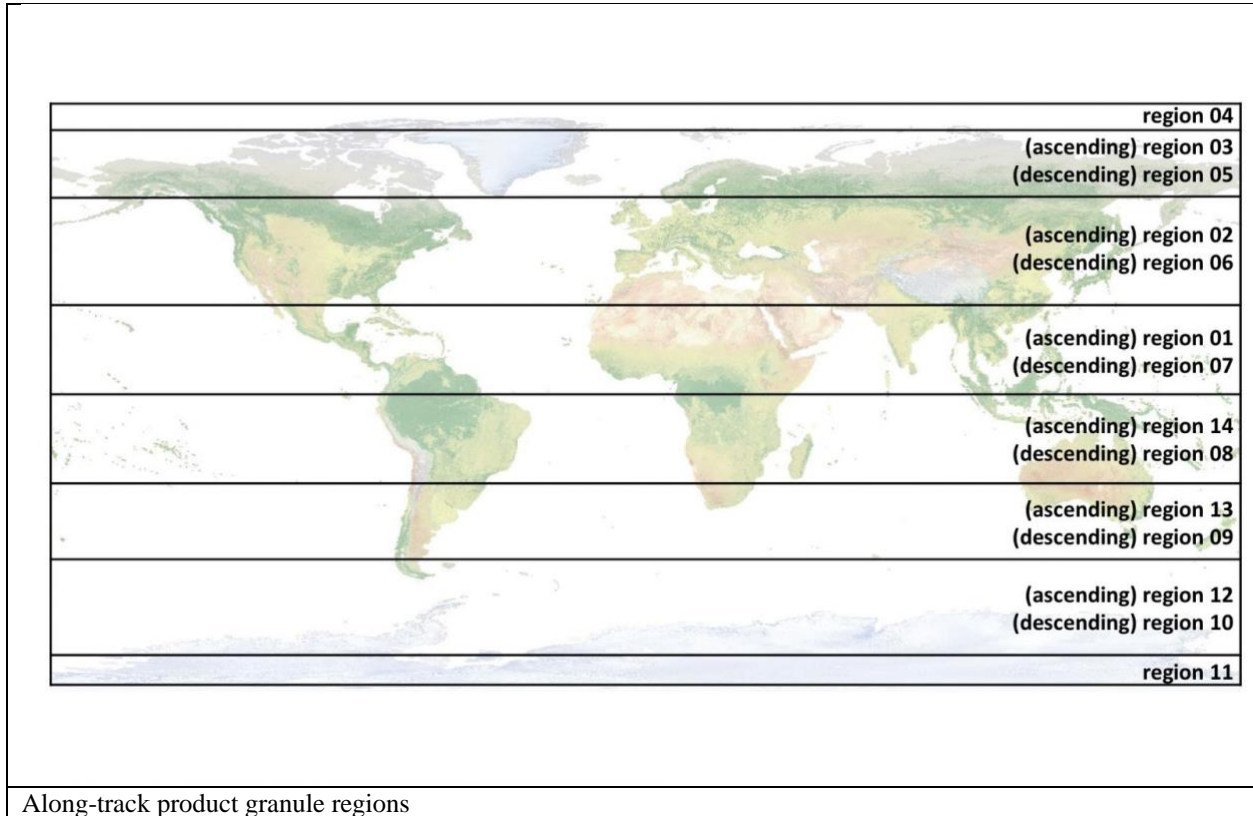 region 04
(ascending) region 03
(descending) region 05
(ascending) region 02
(descending) region 06
(ascending) region 01
(descending) region 07
(ascending) region 14
(descending) region 08
(ascending) region 13
(descending) region 09
(ascending) region 12
(descending) region 10
region 11
Along-track product granule regions